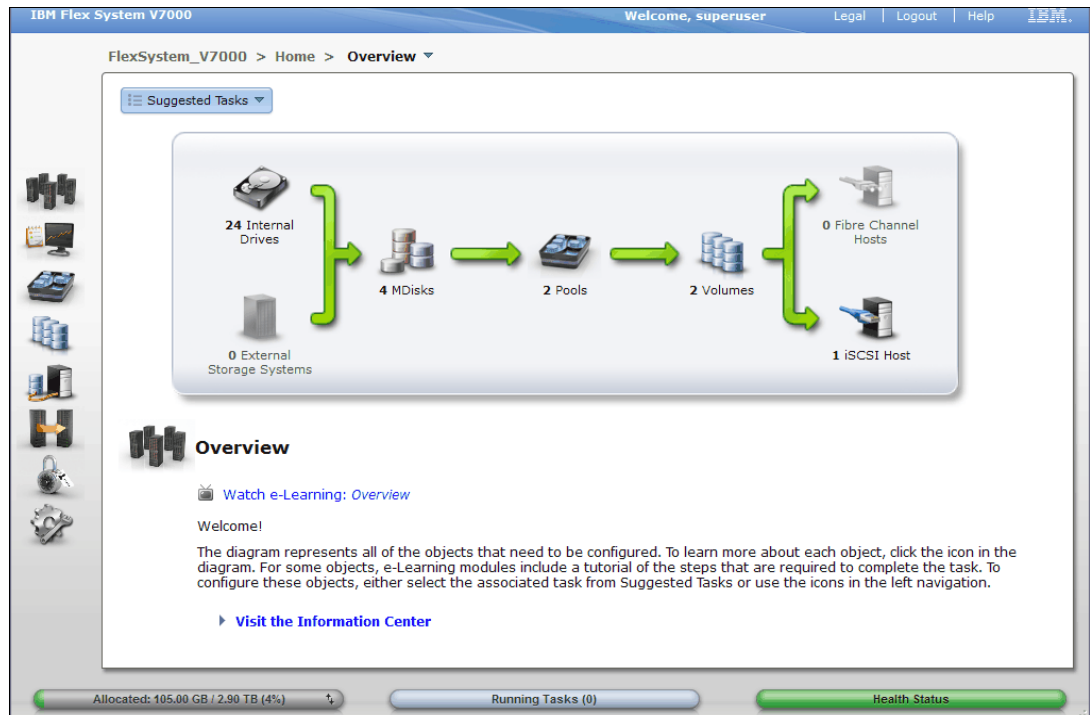 IBM Flex System V7000
Welcome, superuser
Legal | Logout | Help
IBM.
FlexSystem_V7000 > Home > Overview
Suggested Tasks
24 Internal
Drives
0 External
Storage Systems
4 MDisks
2 Pools
2 Volumes
0 Fibre Channel
Hosts
1 iSCSI Host
Overview
Watch e-Learning: Overview
Welcome!
The diagram represents all of the objects that need to be configured. To learn more about each object, click the icon in the
diagram. For some objects, e-Learning modules include a tutorial of the steps that are required to complete the task. To
configure these objects, either select the associated task from Suggested Tasks or use the icons in the left navigation.
Visit the Information Center
Allocated: 105.00 GB / 2.90 TB (4%)
Running Tasks (0)
Health Status